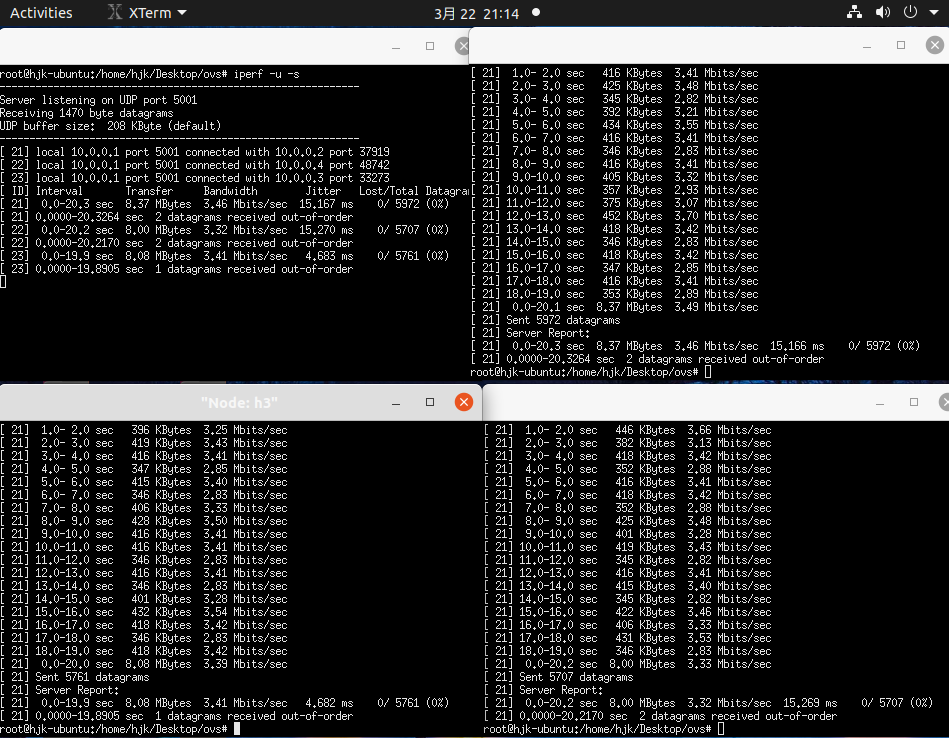 Activities XTerm 3月 22 21:14
root@hjk-ubuntu:/home/hjk/Desktop/ovs# iperf -u -s
------------------------------------------------------------
Server listening on UDP port 5001
Receiving 1470 byte datagrams
UDP buffer size:  208 KByte (default)
------------------------------------------------------------
[ 21] local 10.0.0.1 port 5001 connected with 10.0.0.2 port 37919
[ 22] local 10.0.0.1 port 5001 connected with 10.0.0.4 port 48742
[ 23] local 10.0.0.1 port 5001 connected with 10.0.0.3 port 33273
[ ID] Interval       Transfer     Bandwidth        Jitter   Lost/Total Datagra
[ 21]  0.0-20.3 sec  8.37 MBytes  3.46 Mbits/sec  15.167 ms    0/ 5972 (0%)
[ 21] 0.0000-20.3264 sec  2 datagrams received out-of-order
[ 22]  0.0-20.2 sec  8.00 MBytes  3.32 Mbits/sec  15.270 ms    0/ 5707 (0%)
[ 22] 0.0000-20.2170 sec  2 datagrams received out-of-order
[ 23]  0.0-19.9 sec  8.08 MBytes  3.41 Mbits/sec   4.683 ms    0/ 5761 (0%)
[ 23] 0.0000-19.8905 sec  1 datagrams received out-of-order
[ 21]  1.0- 2.0 sec   416 KBytes  3.41 Mbits/sec
[ 21]  2.0- 3.0 sec   425 KBytes  3.48 Mbits/sec
[ 21]  3.0- 4.0 sec   345 KBytes  2.82 Mbits/sec
[ 21]  4.0- 5.0 sec   392 KBytes  3.21 Mbits/sec
[ 21]  5.0- 6.0 sec   434 KBytes  3.55 Mbits/sec
[ 21]  6.0- 7.0 sec   416 KBytes  3.41 Mbits/sec
[ 21]  7.0- 8.0 sec   346 KBytes  2.83 Mbits/sec
[ 21]  8.0- 9.0 sec   416 KBytes  3.41 Mbits/sec
[ 21]  9.0-10.0 sec   405 KBytes  3.32 Mbits/sec
[ 21] 10.0-11.0 sec   357 KBytes  2.93 Mbits/sec
[ 21] 11.0-12.0 sec   375 KBytes  3.07 Mbits/sec
[ 21] 12.0-13.0 sec   452 KBytes  3.70 Mbits/sec
[ 21] 13.0-14.0 sec   418 KBytes  3.42 Mbits/sec
[ 21] 14.0-15.0 sec   346 KBytes  2.83 Mbits/sec
[ 21] 15.0-16.0 sec   418 KBytes  3.42 Mbits/sec
[ 21] 16.0-17.0 sec   347 KBytes  2.85 Mbits/sec
[ 21] 17.0-18.0 sec   416 KBytes  3.41 Mbits/sec
[ 21] 18.0-19.0 sec   353 KBytes  2.89 Mbits/sec
[ 21]  0.0-20.1 sec  8.37 MBytes  3.49 Mbits/sec
[ 21] Sent 5972 datagrams
[ 21] Server Report:
[ 21]  0.0-20.3 sec  8.37 MBytes  3.46 Mbits/sec  15.166 ms    0/ 5972 (0%)
[ 21] 0.0000-20.3264 sec  2 datagrams received out-of-order
root@hjk-ubuntu:/home/hjk/Desktop/ovs#
"Node: h3"
[ 21]  1.0- 2.0 sec   396 KBytes  3.25 Mbits/sec
[ 21]  2.0- 3.0 sec   419 KBytes  3.43 Mbits/sec
[ 21]  3.0- 4.0 sec   416 KBytes  3.41 Mbits/sec
[ 21]  4.0- 5.0 sec   347 KBytes  2.85 Mbits/sec
[ 21]  5.0- 6.0 sec   415 KBytes  3.40 Mbits/sec
[ 21]  6.0- 7.0 sec   346 KBytes  2.83 Mbits/sec
[ 21]  7.0- 8.0 sec   406 KBytes  3.33 Mbits/sec
[ 21]  8.0- 9.0 sec   428 KBytes  3.50 Mbits/sec
[ 21]  9.0-10.0 sec   416 KBytes  3.41 Mbits/sec
[ 21] 10.0-11.0 sec   416 KBytes  3.41 Mbits/sec
[ 21] 11.0-12.0 sec   346 KBytes  2.83 Mbits/sec
[ 21] 12.0-13.0 sec   416 KBytes  3.41 Mbits/sec
[ 21] 13.0-14.0 sec   346 KBytes  2.83 Mbits/sec
[ 21] 14.0-15.0 sec   401 KBytes  3.28 Mbits/sec
[ 21] 15.0-16.0 sec   432 KBytes  3.54 Mbits/sec
[ 21] 16.0-17.0 sec   418 KBytes  3.42 Mbits/sec
[ 21] 17.0-18.0 sec   346 KBytes  2.83 Mbits/sec
[ 21] 18.0-19.0 sec   418 KBytes  3.42 Mbits/sec
[ 21]  0.0-20.0 sec  8.08 MBytes  3.39 Mbits/sec
[ 21] Sent 5761 datagrams
[ 21] Server Report:
[ 21]  0.0-19.9 sec  8.08 MBytes  3.41 Mbits/sec   4.682 ms    0/ 5761 (0%)
[ 21] 0.0000-19.8905 sec  1 datagrams received out-of-order
root@hjk-ubuntu:/home/hjk/Desktop/ovs#
[ 21]  1.0- 2.0 sec   446 KBytes  3.66 Mbits/sec
[ 21]  2.0- 3.0 sec   382 KBytes  3.13 Mbits/sec
[ 21]  3.0- 4.0 sec   418 KBytes  3.42 Mbits/sec
[ 21]  4.0- 5.0 sec   352 KBytes  2.88 Mbits/sec
[ 21]  5.0- 6.0 sec   416 KBytes  3.41 Mbits/sec
[ 21]  6.0- 7.0 sec   418 KBytes  3.42 Mbits/sec
[ 21]  7.0- 8.0 sec   352 KBytes  2.88 Mbits/sec
[ 21]  8.0- 9.0 sec   425 KBytes  3.48 Mbits/sec
[ 21]  9.0-10.0 sec   401 KBytes  3.28 Mbits/sec
[ 21] 10.0-11.0 sec   419 KBytes  3.43 Mbits/sec
[ 21] 11.0-12.0 sec   345 KBytes  2.82 Mbits/sec
[ 21] 12.0-13.0 sec   416 KBytes  3.41 Mbits/sec
[ 21] 13.0-14.0 sec   415 KBytes  3.40 Mbits/sec
[ 21] 14.0-15.0 sec   345 KBytes  2.82 Mbits/sec
[ 21] 15.0-16.0 sec   422 KBytes  3.46 Mbits/sec
[ 21] 16.0-17.0 sec   406 KBytes  3.33 Mbits/sec
[ 21] 17.0-18.0 sec   431 KBytes  3.53 Mbits/sec
[ 21] 18.0-19.0 sec   346 KBytes  2.83 Mbits/sec
[ 21]  0.0-20.2 sec  8.00 MBytes  3.33 Mbits/sec
[ 21] Sent 5707 datagrams
[ 21] Server Report:
[ 21]  0.0-20.2 sec  8.00 MBytes  3.32 Mbits/sec  15.269 ms    0/ 5707 (0%)
[ 21] 0.0000-20.2170 sec  2 datagrams received out-of-order
root@hjk-ubuntu:/home/hjk/Desktop/ovs#